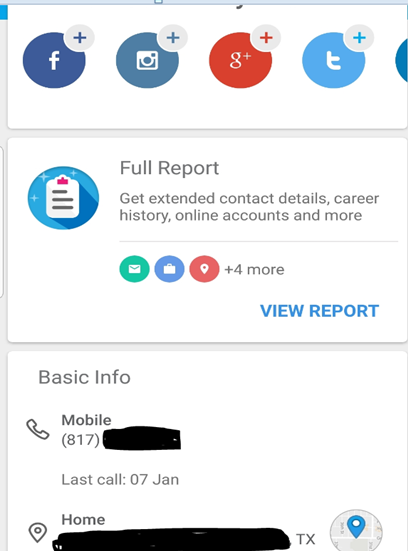 f
g+
Full Report
Get extended contact details, career
history, online accounts and more
+4 more
VIEW REPORT
Basic Info
Mobile
(817)
Last call: 07 Jan
Home
TX